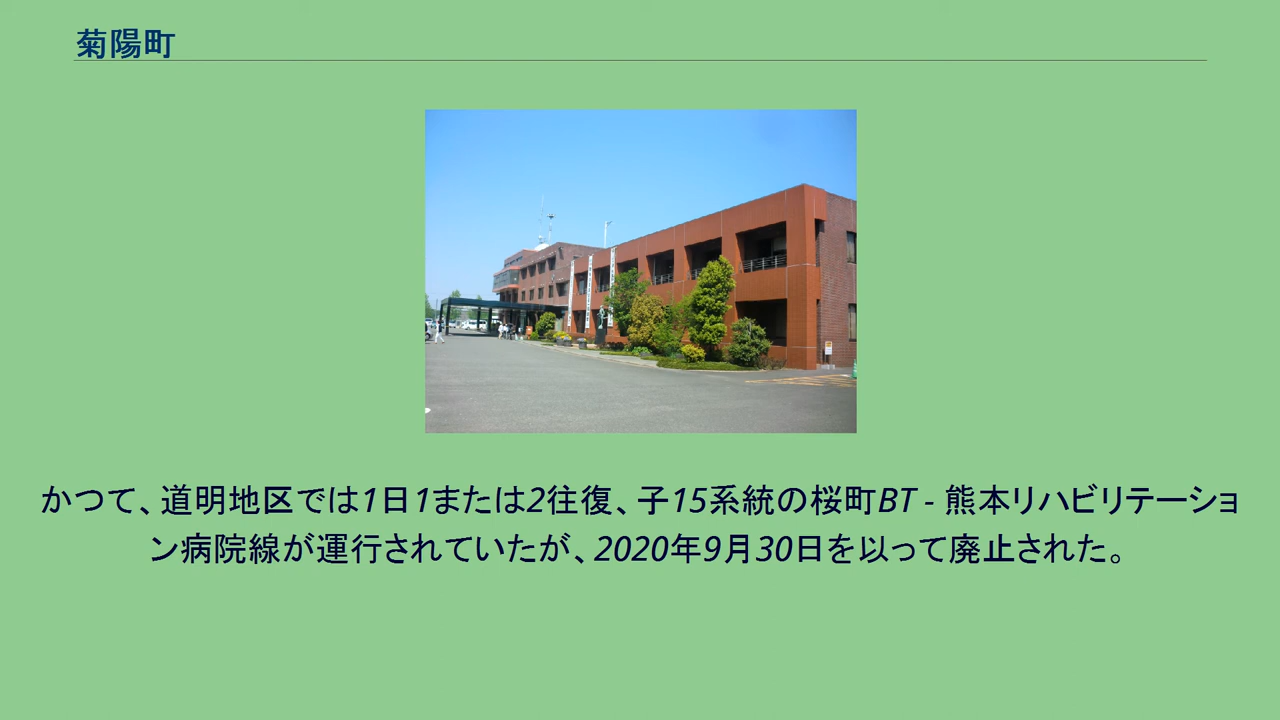 菊陽町
かつて、道明地区では1日1または2往復、子15系統の桜町BT - 熊本リハビリテーショ
ン病院線が運行されていたが、2020年9月30日を以って廃止された。